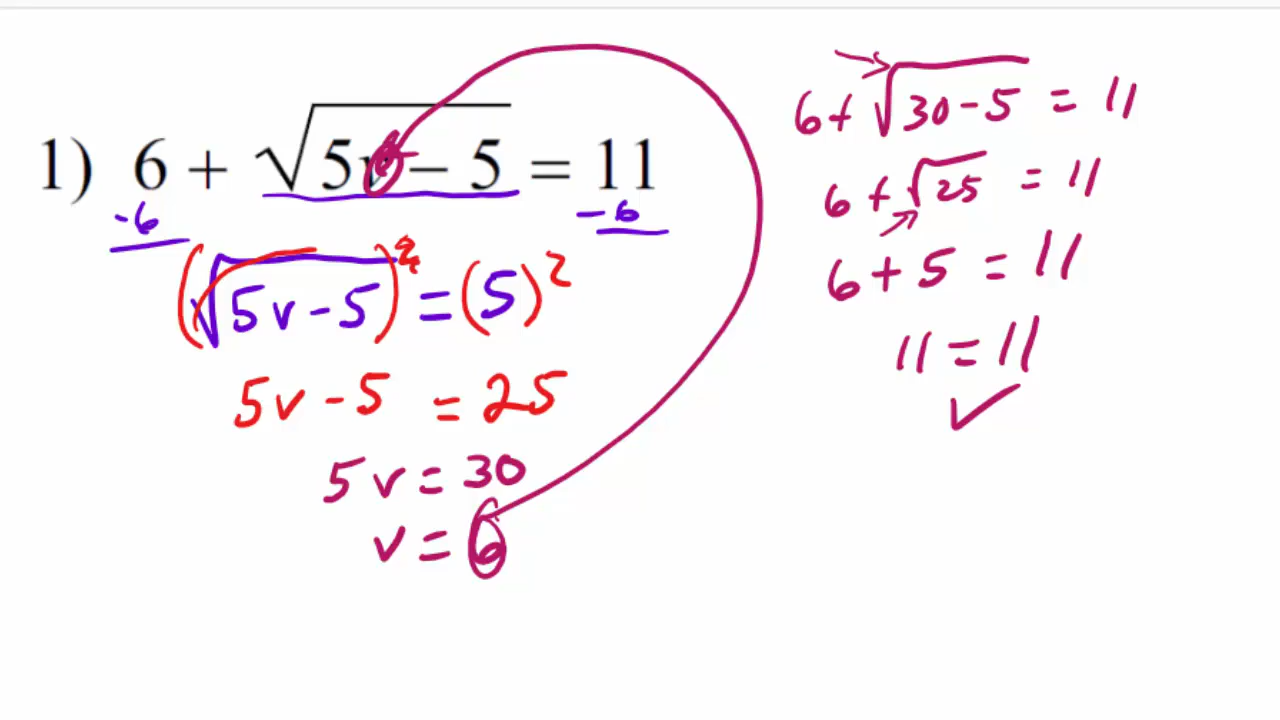 1) 6 + √5v − 5 = 11
-6 -6
(√5v-5)² = (5)²
5v-5 = 25
5v = 30
v = 6
6+√30-5 = 11
6+√25 = 11
6+5 = 11
11 = 11
✓